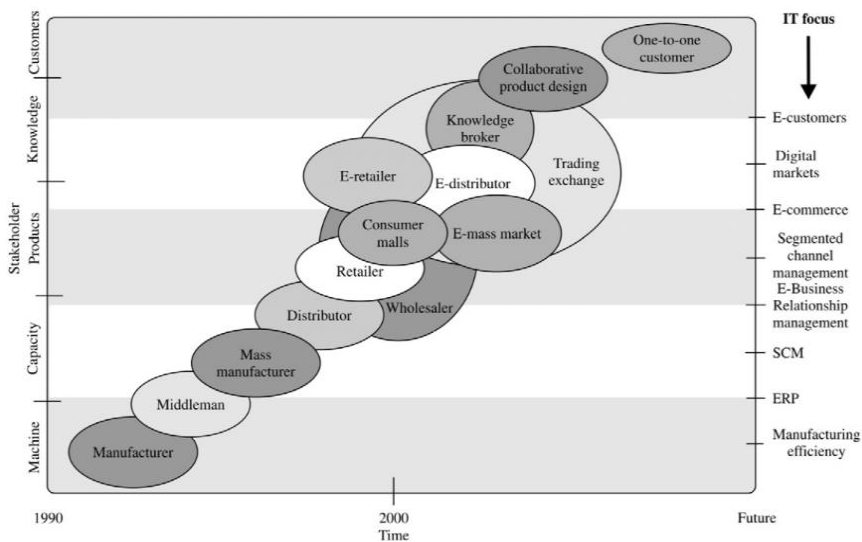 IT focus
Customers
Knowledge
Stakeholder
Products
Capacity
Machine
One-to-one
customer
Collaborative
product design
Knowledge
broker
Trading
exchange
E-retailer
E-distributor
Consumer
malls
E-mass market
Retailer
Wholesaler
Distributor
Mass
manufacturer
Middleman
Manufacturer
E-customers
Digital
markets
E-commerce
Segmented
channel
management
E-Business
Relationship
management
SCM
ERP
Manufacturing
efficiency
1990
2000
Future
Time